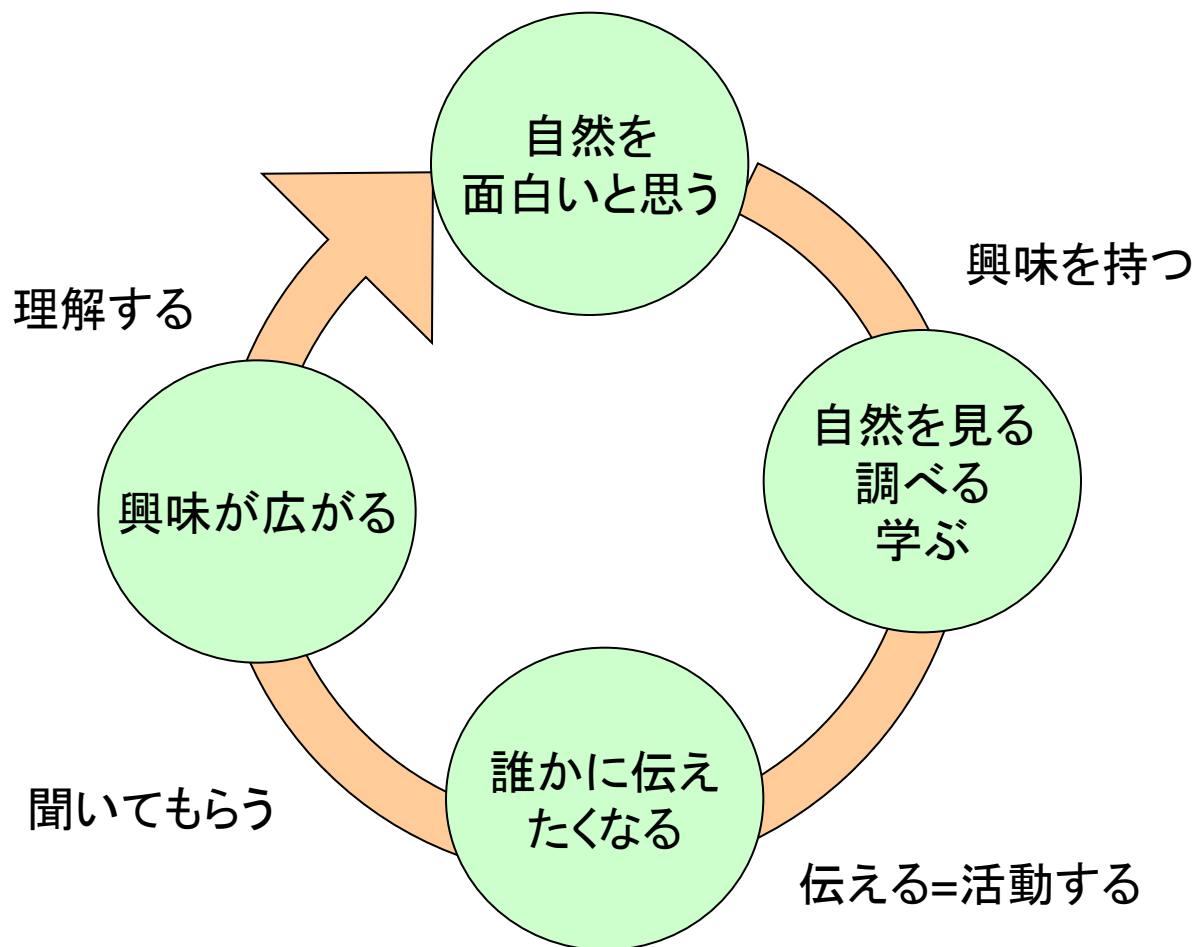 自然を
面白いと思う
興味を持つ
自然を見る
調べる
学ぶ
伝える=活動する
誰かに伝え
たくなる
聞いてもらう
興味が広がる
理解する